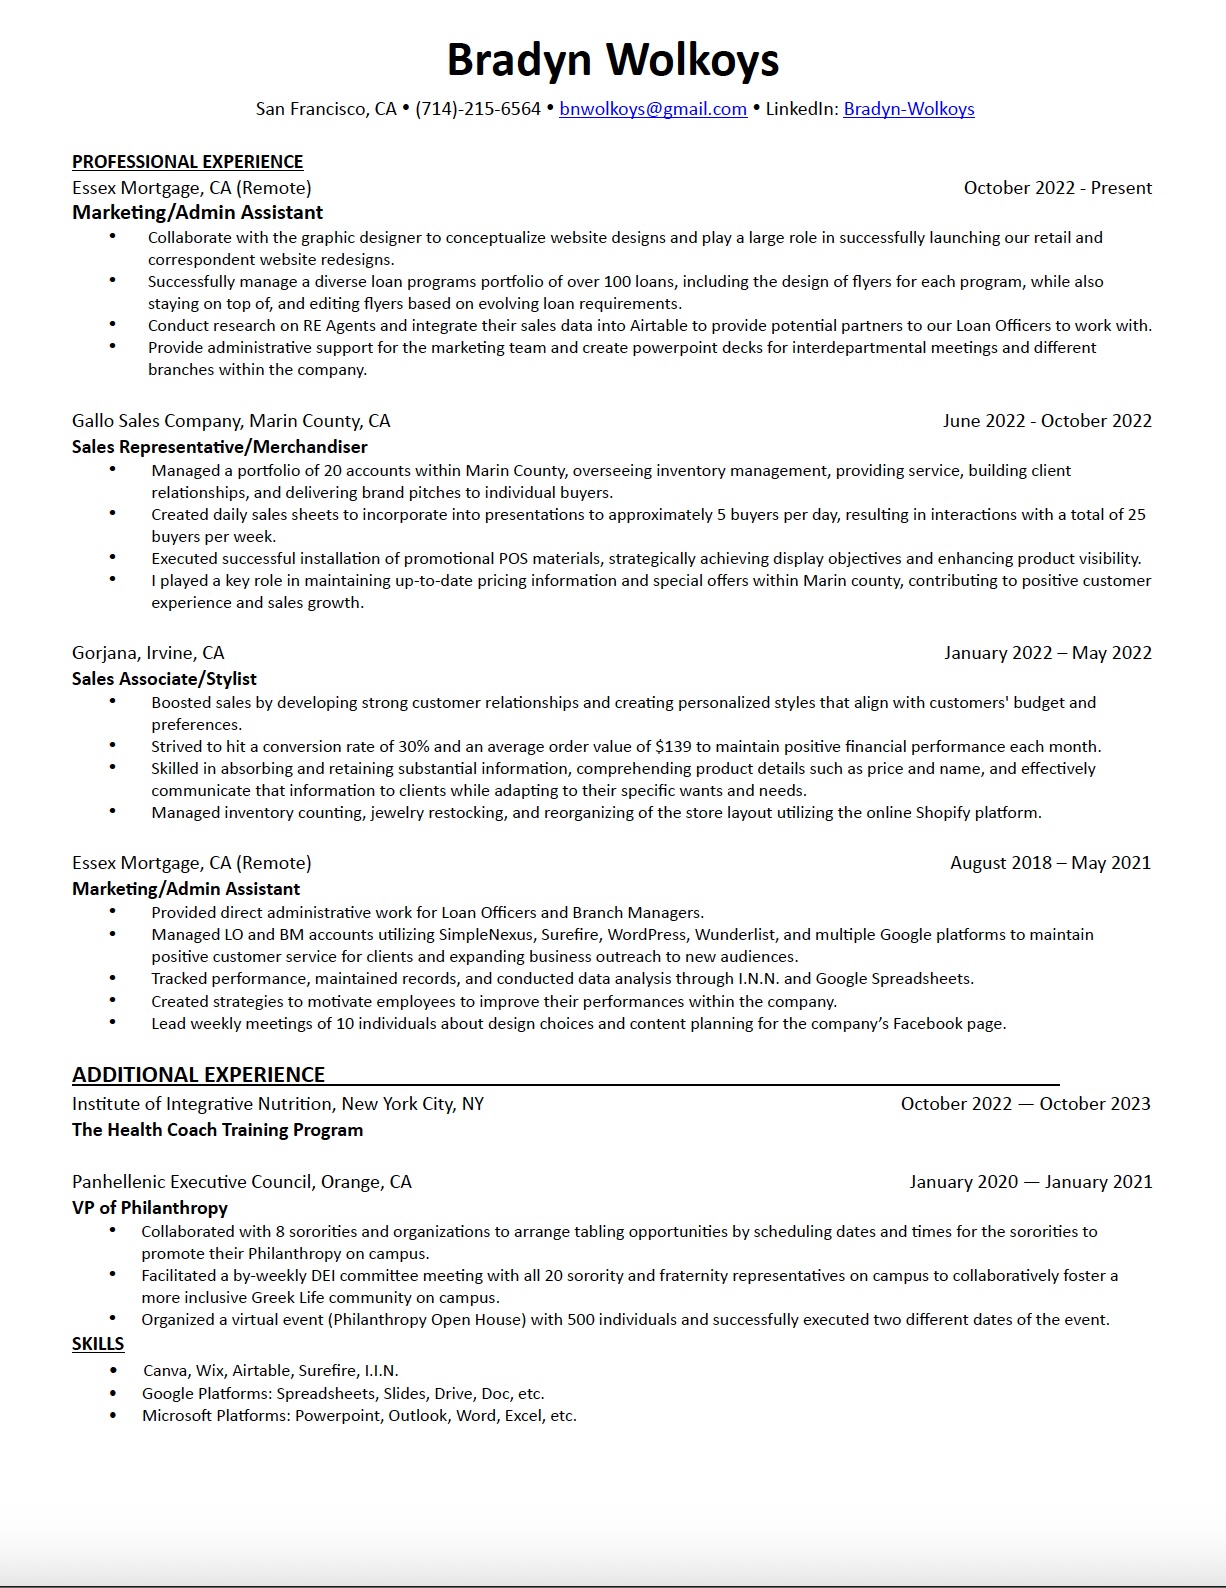 Bradyn Wolkoys
San Francisco, CA • (714)-215-6564 • bnwolkoys@gmail.com • LinkedIn: Bradyn-Wolkoys
PROFESSIONAL EXPERIENCE
Essex Mortgage, CA (Remote) October 2022 - Present
Marketing/Admin Assistant
• Collaborate with the graphic designer to conceptualize website designs and play a large role in successfully launching our retail and
correspondent website redesigns.
• Successfully manage a diverse loan programs portfolio of over 100 loans, including the design of flyers for each program, while also
staying on top of, and editing flyers based on evolving loan requirements.
• Conduct research on RE Agents and integrate their sales data into Airtable to provide potential partners to our Loan Officers to work with.
• Provide administrative support for the marketing team and create powerpoint decks for interdepartmental meetings and different
branches within the company.
Gallo Sales Company, Marin County, CA June 2022 - October 2022
Sales Representative/Merchandiser
• Managed a portfolio of 20 accounts within Marin County, overseeing inventory management, providing service, building client
relationships, and delivering brand pitches to individual buyers.
• Created daily sales sheets to incorporate into presentations to approximately 5 buyers per day, resulting in interactions with a total of 25
buyers per week.
• Executed successful installation of promotional POS materials, strategically achieving display objectives and enhancing product visibility.
• I played a key role in maintaining up-to-date pricing information and special offers within Marin county, contributing to positive customer
experience and sales growth.
Gorjana, Irvine, CA January 2022 – May 2022
Sales Associate/Stylist
• Boosted sales by developing strong customer relationships and creating personalized styles that align with customers' budget and
preferences.
• Strived to hit a conversion rate of 30% and an average order value of $139 to maintain positive financial performance each month.
• Skilled in absorbing and retaining substantial information, comprehending product details such as price and name, and effectively
communicate that information to clients while adapting to their specific wants and needs.
• Managed inventory counting, jewelry restocking, and reorganizing of the store layout utilizing the online Shopify platform.
Essex Mortgage, CA (Remote) August 2018 – May 2021
Marketing/Admin Assistant
• Provided direct administrative work for Loan Officers and Branch Managers.
• Managed LO and BM accounts utilizing SimpleNexus, Surefire, WordPress, Wunderlist, and multiple Google platforms to maintain
positive customer service for clients and expanding business outreach to new audiences.
• Tracked performance, maintained records, and conducted data analysis through I.N.N. and Google Spreadsheets.
• Created strategies to motivate employees to improve their performances within the company.
• Lead weekly meetings of 10 individuals about design choices and content planning for the company’s Facebook page.
ADDITIONAL EXPERIENCE
Institute of Integrative Nutrition, New York City, NY October 2022 — October 2023
The Health Coach Training Program
Panhellenic Executive Council, Orange, CA January 2020 — January 2021
VP of Philanthropy
• Collaborated with 8 sororities and organizations to arrange tabling opportunities by scheduling dates and times for the sororities to
promote their Philanthropy on campus.
• Facilitated a by-weekly DEI committee meeting with all 20 sorority and fraternity representatives on campus to collaboratively foster a
more inclusive Greek Life community on campus.
• Organized a virtual event (Philanthropy Open House) with 500 individuals and successfully executed two different dates of the event.
SKILLS
• Canva, Wix, Airtable, Surefire, I.I.N.
• Google Platforms: Spreadsheets, Slides, Drive, Doc, etc.
• Microsoft Platforms: Powerpoint, Outlook, Word, Excel, etc.